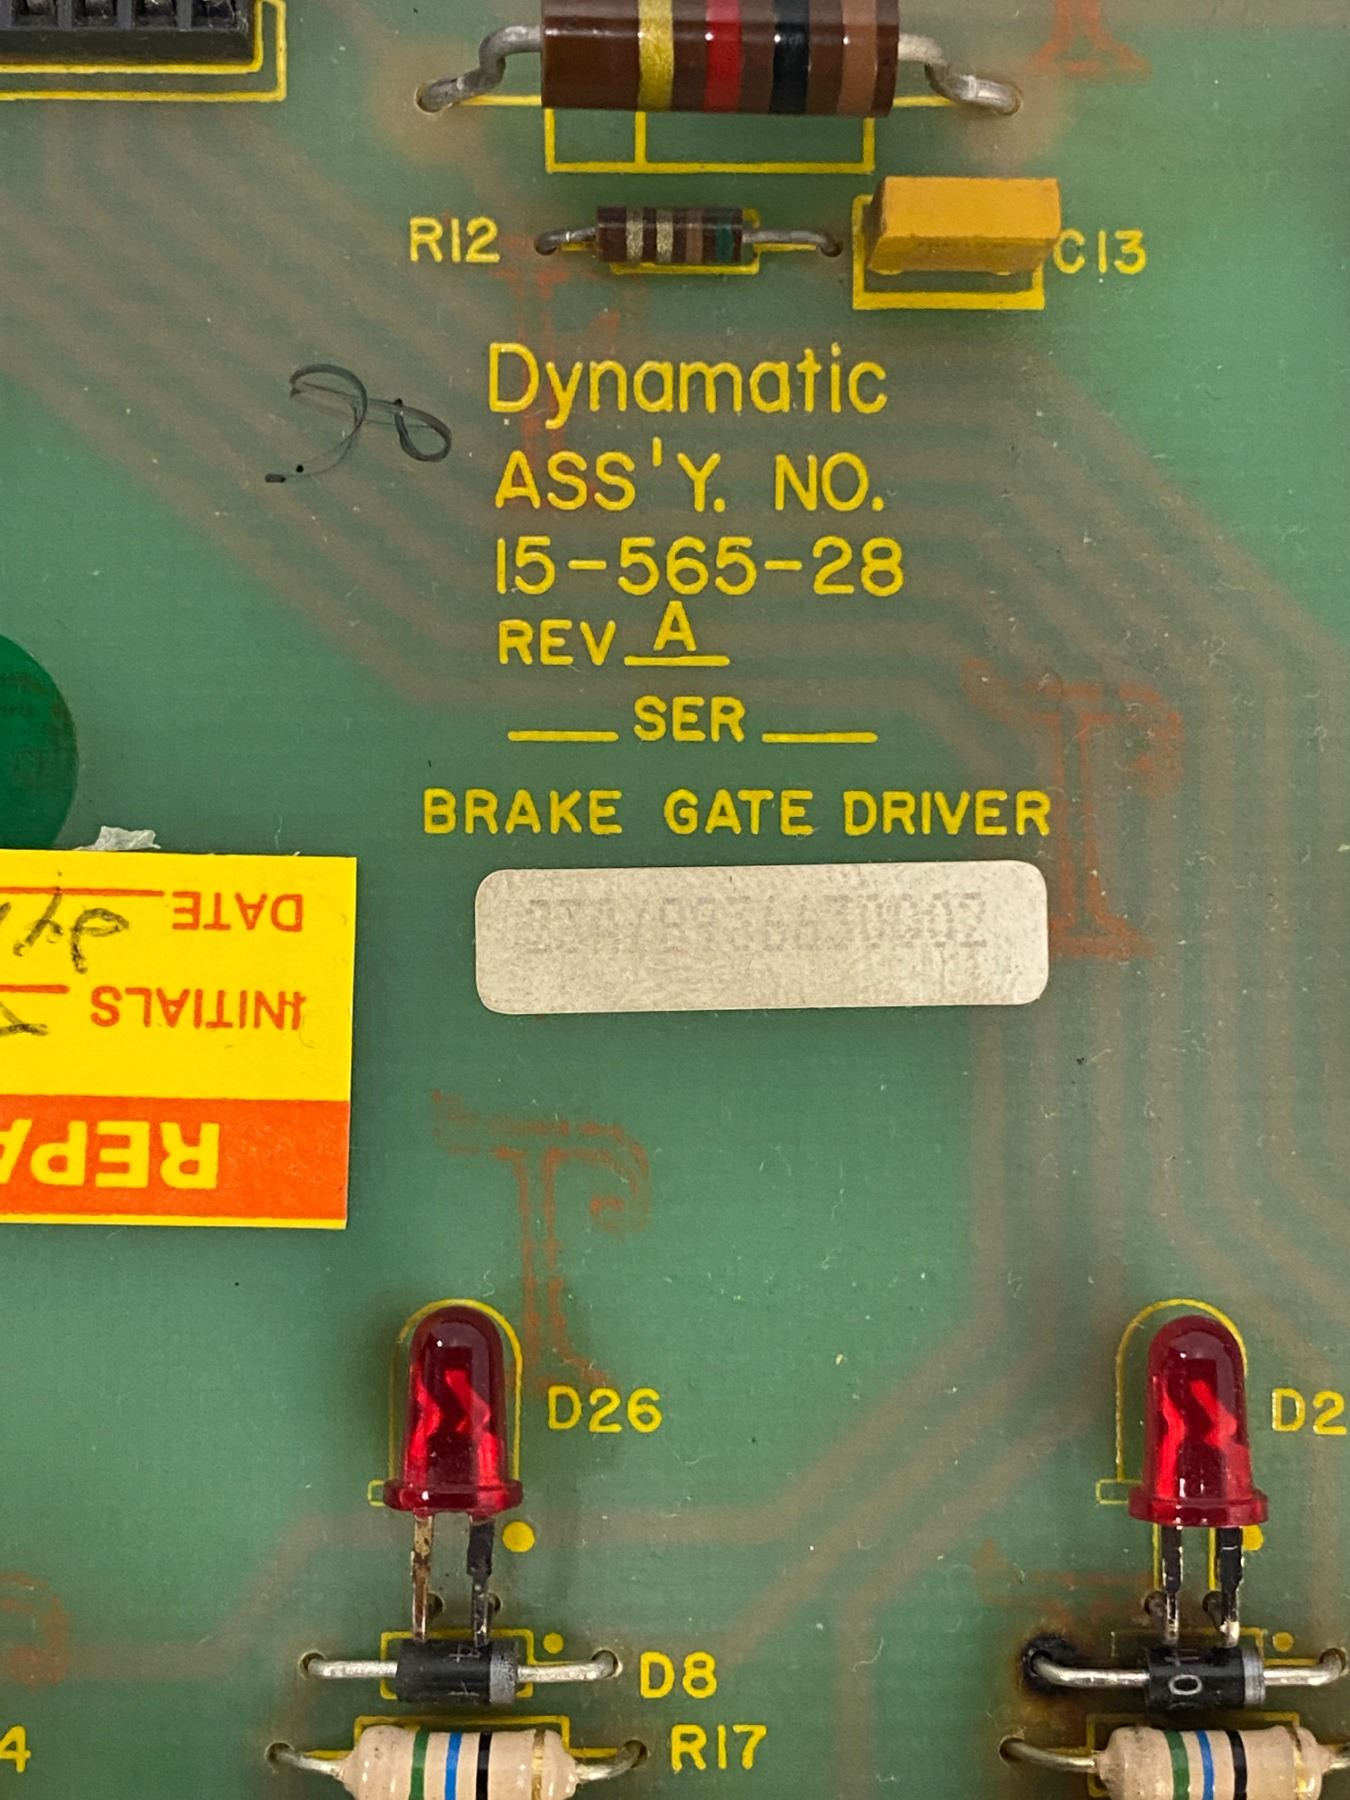 R12
C13
Dynamatic
ASS'Y. NO.
15-565-28
REV A
SER
BRAKE GATE DRIVER
DATE
INITIALS
D26
D8
R17